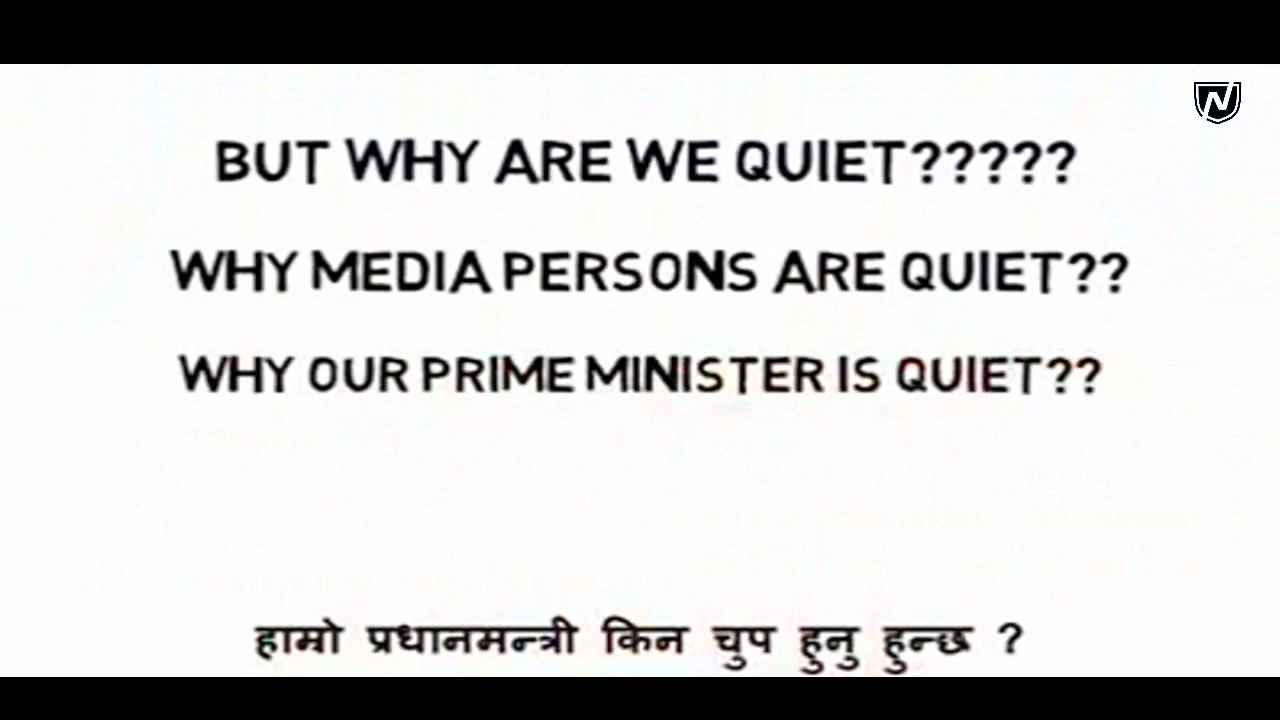 BUT WHY ARE WE QUIET?????
WHY MEDIA PERSONS ARE QUIET??
WHY OUR PRIME MINISTER IS QUIET??
हाम्रो प्रधानमन्त्री किन चुप हुनु हुन्छ ?